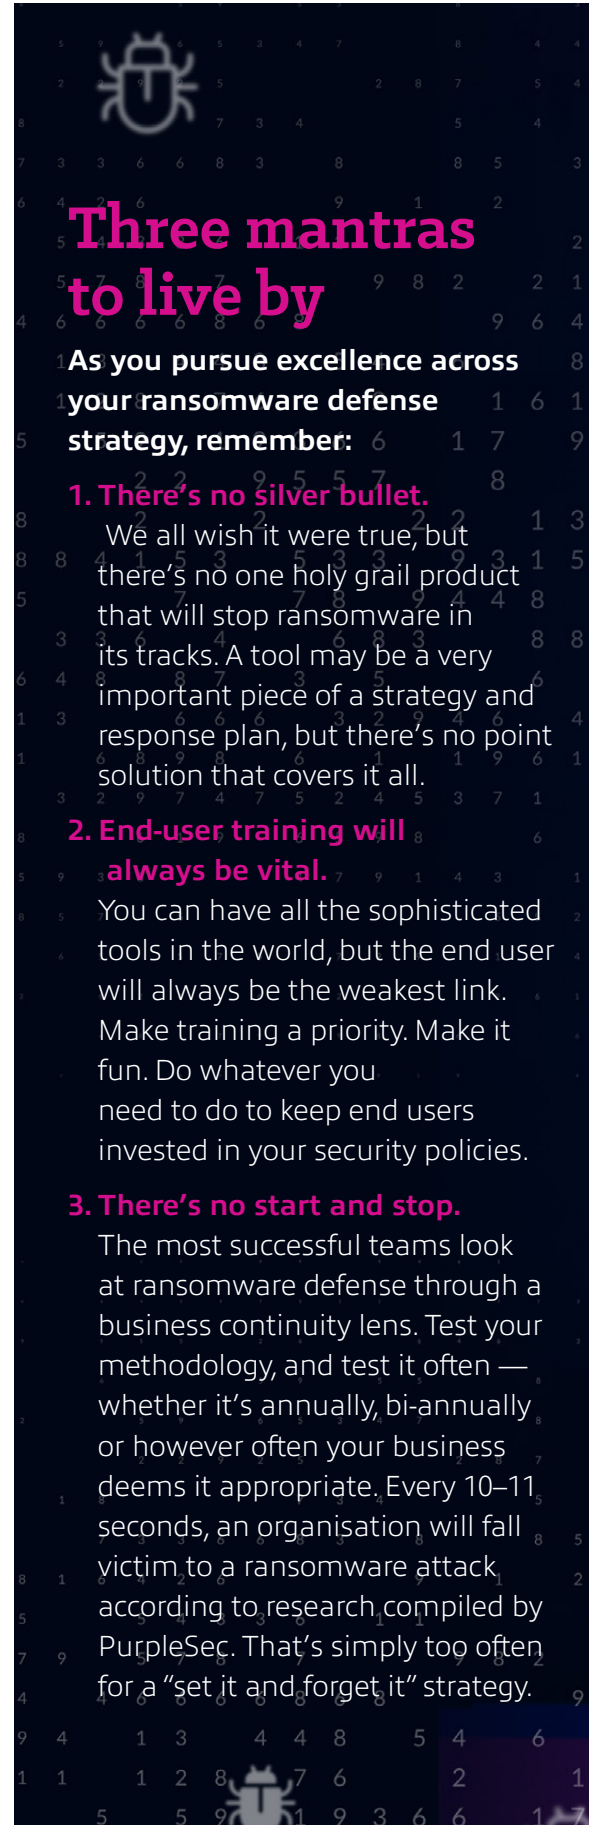 Three mantras
to live by
As you pursue excellence across
your ransomware defense
strategy, remember:
1. There’s no silver bullet.
We all wish it were true, but
there’s no one holy grail product
that will stop ransomware in
its tracks. A tool may be a very
important piece of a strategy and
response plan, but there’s no point
solution that covers it all.
2. End-user training will
always be vital.
You can have all the sophisticated
tools in the world, but the end user
will always be the weakest link.
Make training a priority. Make it
fun. Do whatever you
need to do to keep end users
invested in your security policies.
3. There’s no start and stop.
The most successful teams look
at ransomware defense through a
business continuity lens. Test your
methodology, and test it often —
whether it’s annually, bi-annually
or however often your business
deems it appropriate. Every 10–11
seconds, an organisation will fall
victim to a ransomware attack
according to research compiled by
PurpleSec. That’s simply too often
for a “set it and forget it” strategy.